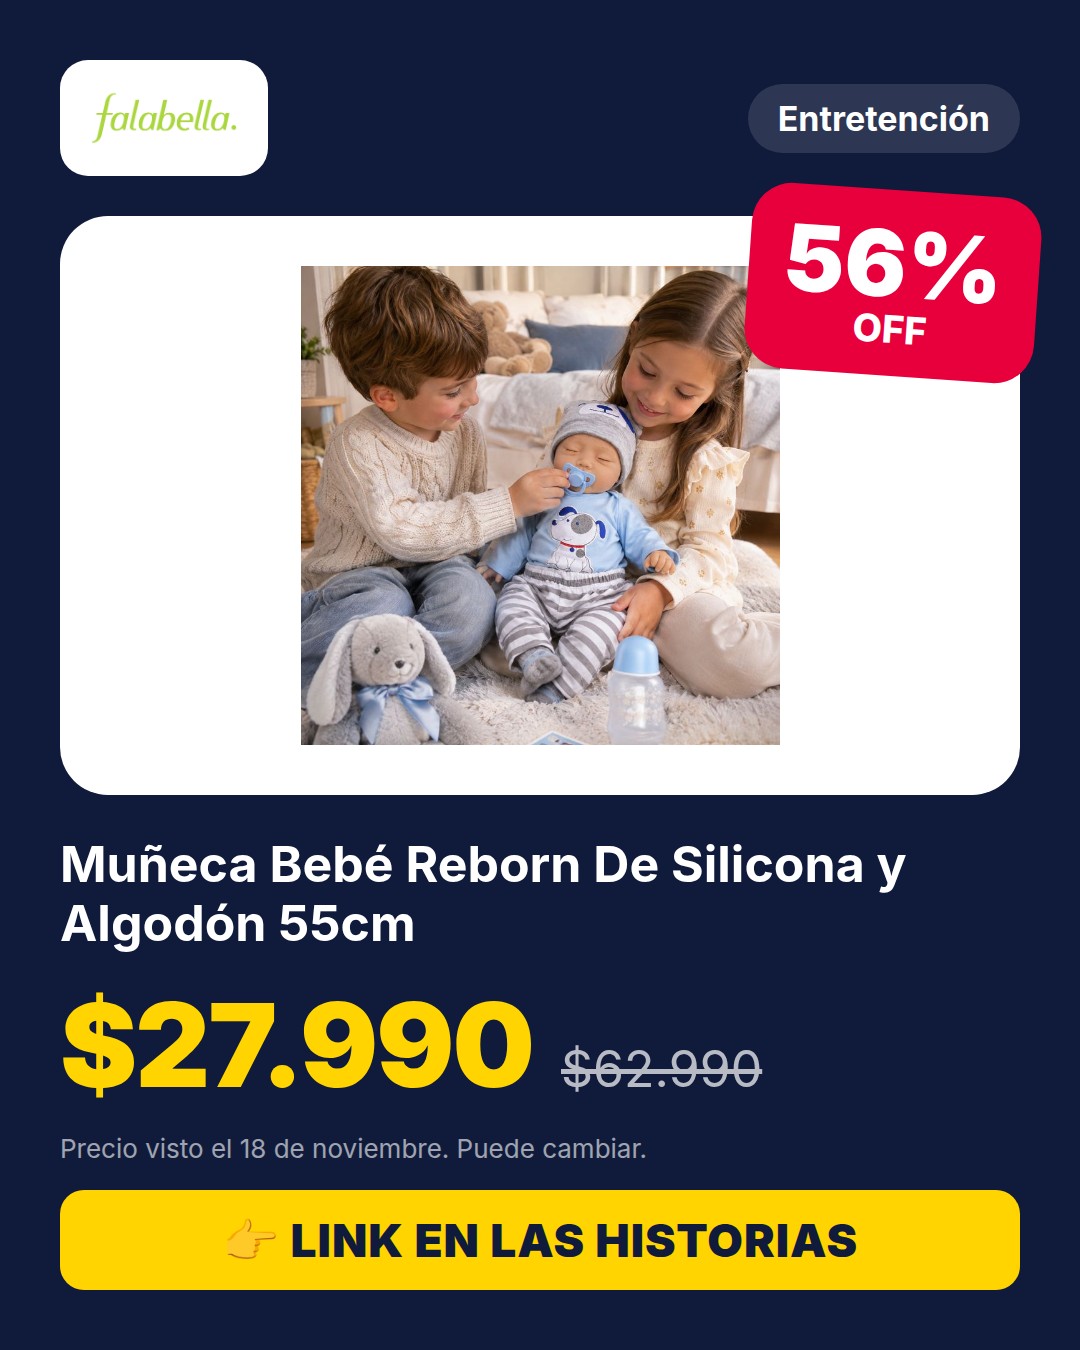 falabella.
Entretención
56%
OFF
Muñeca Bebé Reborn De Silicona y
Algodón 55cm
$27.990 $62.990
Precio visto el 18 de noviembre. Puede cambiar.
👉 LINK EN LAS HISTORIAS